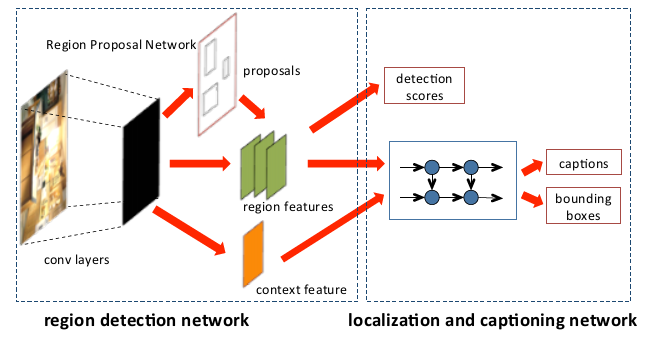 Region Proposal Network
proposals
detection
scores
captions
bounding
boxes
region features
conv layers
context feature
region detection network
localization and captioning network